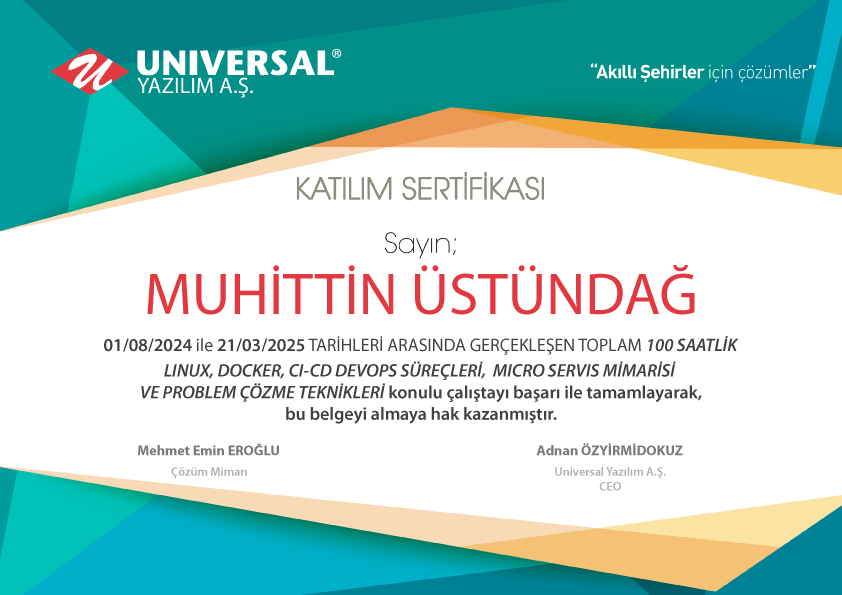 UNIVERSAL®
YAZILIM A.Ş.
“Akıllı Şehirler için çözümler”
KATILIM SERTİFİKASI
Sayın;
MUHİTTİN ÜSTÜNDAĞ
01/08/2024 ile 21/03/2025 TARİHLERİ ARASINDA GERÇEKLEŞEN TOPLAM 100 SAATLİK
LINUX, DOCKER, CI-CD DEVOPS SÜREÇLERİ, MICRO SERVIS MİMARİSİ
VE PROBLEM ÇÖZME TEKNİKLERİ konulu çalıştayı başarı ile tamamlayarak,
bu belgeyi almaya hak kazanmıştır.
Mehmet Emin EROĞLU
Çözüm Mimarı
Adnan ÖZYİRMİDOKUZ
Universal Yazılım A.Ş.
CEO